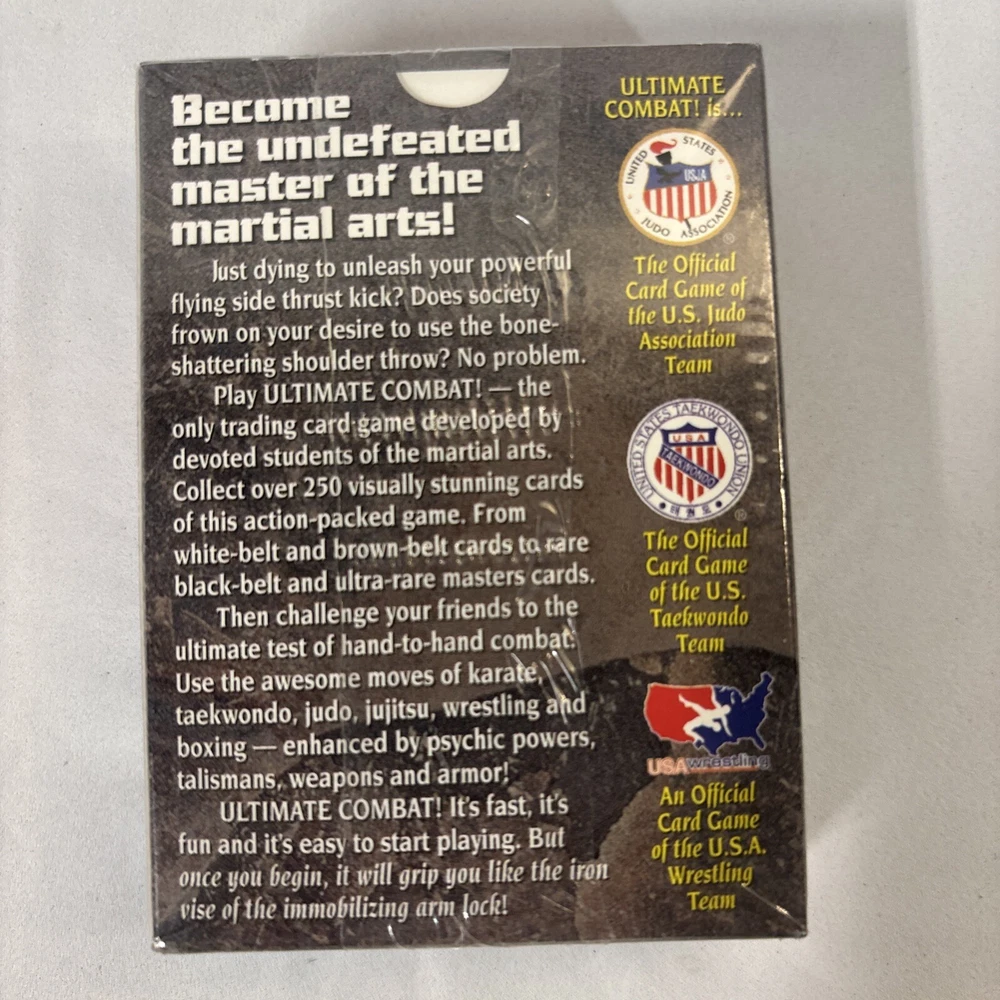 Become
the undefeated
master of the
martial arts!
Just dying to unleash your powerful
flying side thrust kick? Does society
frown on your desire to use the bone-
shattering shoulder throw? No problem.
Play ULTIMATE COMBAT! — the
only trading card game developed by
devoted students of the martial arts.
Collect over 250 visually stunning cards
of this action-packed game. From
white-belt and brown-belt cards to rare
black-belt and ultra-rare masters cards.
Then challenge your friends to the
ultimate test of hand-to-hand combat!
Use the awesome moves of karate,
taekwondo, judo, jujitsu, wrestling and
boxing — enhanced by psychic powers,
talismans, weapons and armor!
ULTIMATE COMBAT! It's fast, it's
fun and it's easy to start playing. But
once you begin, it will grip you like the iron
vise of the immobilizing arm lock!
ULTIMATE
COMBAT! is...
UNITED STATES
USJA
JUDO ASSOCIATION
®
The Official
Card Game of
the U.S. Judo
Association
Team
UNITED STATES TAEKWONDO UNION
USA
TAEKWONDO
태권도
®
The Official
Card Game
of the U.S.
Taekwondo
Team
USAwrestling
An Official
Card Game
of the U.S.A.
Wrestling
Team